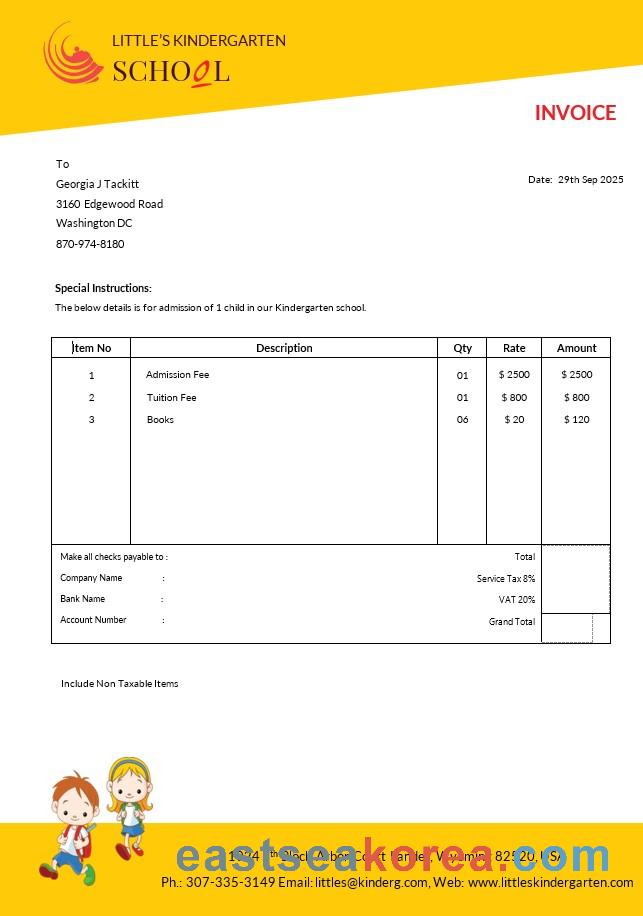 LITTLE'S KINDERGARTEN
SCHOOL
INVOICE
To
Georgia J Tackitt
3160 Edgewood Road
Washington DC
870-974-8180
Date: 29th Sep 2025
Special Instructions:
The below details is for admission of 1 child in our Kindergarten school.
Item No Description Qty Rate Amount
1 Admission Fee 01 $ 2500 $ 2500
2 Tuition Fee 01 $ 800 $ 800
3 Books 06 $ 20 $ 120
Make all checks payable to : Total
Company Name : Service Tax 8%
Bank Name : VAT 20%
Account Number : Grand Total
Include Non Taxable Items
eastseakorea.com
Block Arbor Court Lander, Wyoming 82520, USA
Ph.: 307-335-3149 Email:littles@kinderg.com, Web: www.littleskindergarten.com